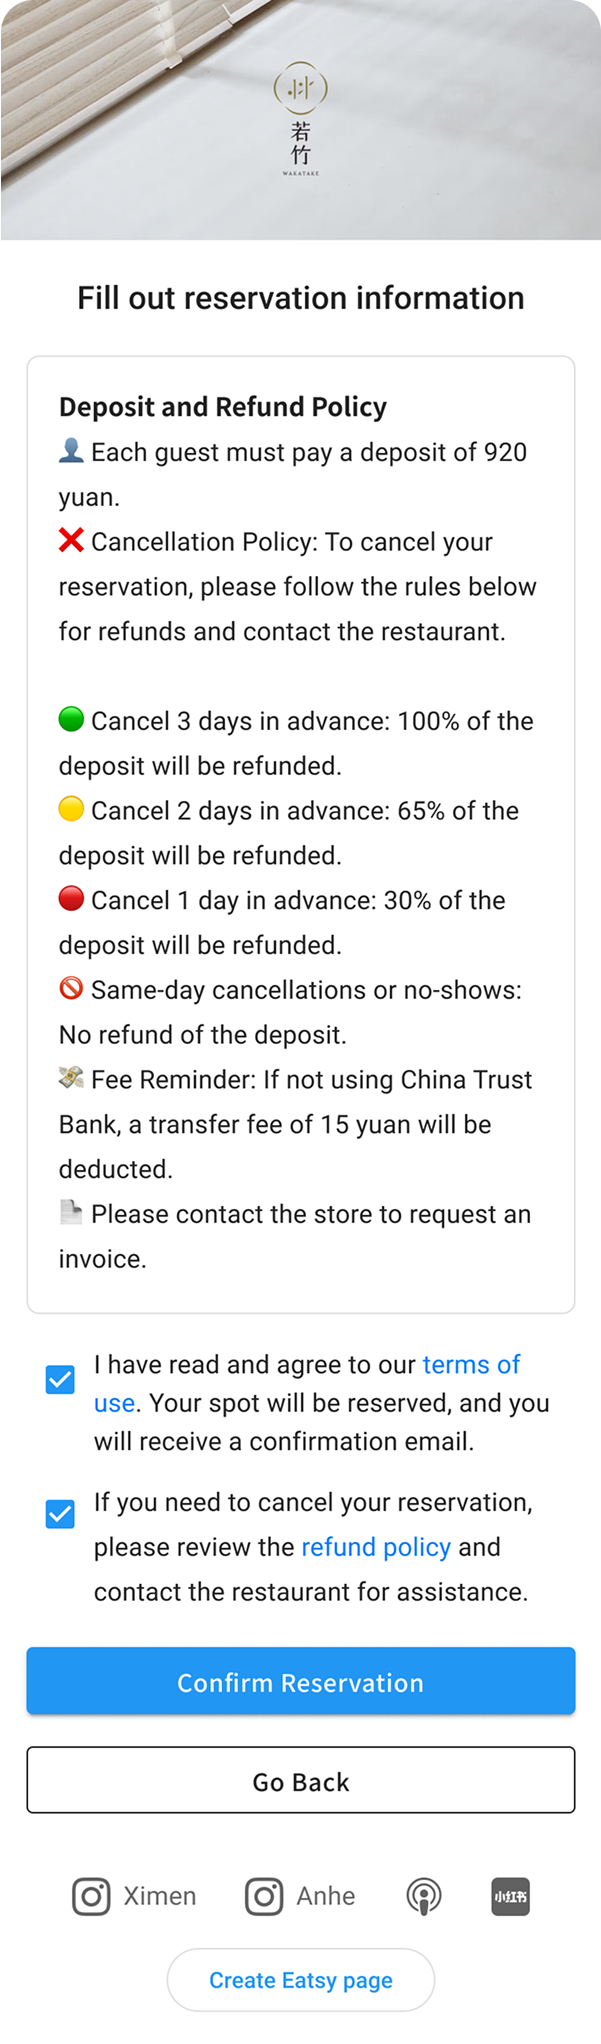 若
竹
WAKATAKE
Fill out reservation information
Deposit and Refund Policy
👤 Each guest must pay a deposit of 920
yuan.
❌ Cancellation Policy: To cancel your
reservation, please follow the rules below
for refunds and contact the restaurant.
🟢 Cancel 3 days in advance: 100% of the
deposit will be refunded.
🟡 Cancel 2 days in advance: 65% of the
deposit will be refunded.
🔴 Cancel 1 day in advance: 30% of the
deposit will be refunded.
🚫 Same-day cancellations or no-shows:
No refund of the deposit.
💸 Fee Reminder: If not using China Trust
Bank, a transfer fee of 15 yuan will be
deducted.
📄 Please contact the store to request an
invoice.
I have read and agree to our terms of
use. Your spot will be reserved, and you
will receive a confirmation email.
If you need to cancel your reservation,
please review the refund policy and
contact the restaurant for assistance.
Confirm Reservation
Go Back
Ximen Anhe 小红书
Create Eatsy page